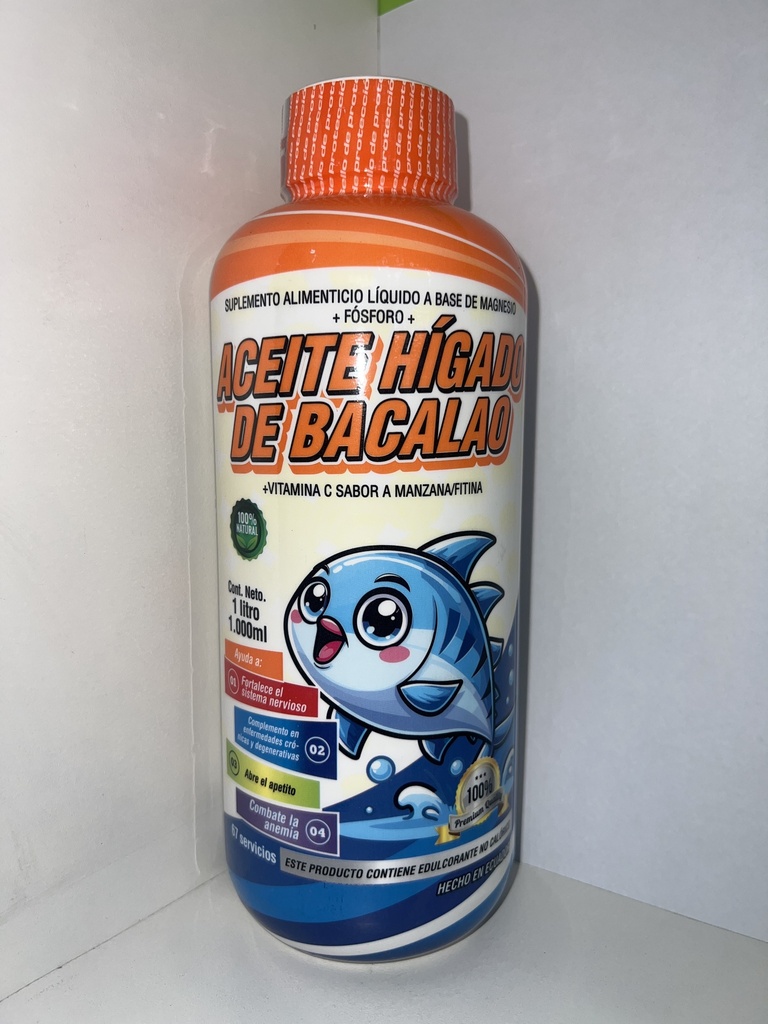 SUPLEMENTO ALIMENTICIO LÍQUIDO A BASE DE MAGNESIO
+ FÓSFORO +
ACEITE HÍGADO
DE BACALAO
+VITAMINA C SABOR A MANZANA/FITINA
100%
NATURAL
Cont. Neto.
1 litro
1.000ml
Ayuda a:
01 Fortalece el
sistema nervioso
Complemento en
enfermedades cró-
nicas y degenerativas
02
03 Abre el apetito
Combate la
anemia
04
100%
Premium Quality
67 servicios
ESTE PRODUCTO CONTIENE EDULCORANTE NO CALÓRICO
HECHO EN